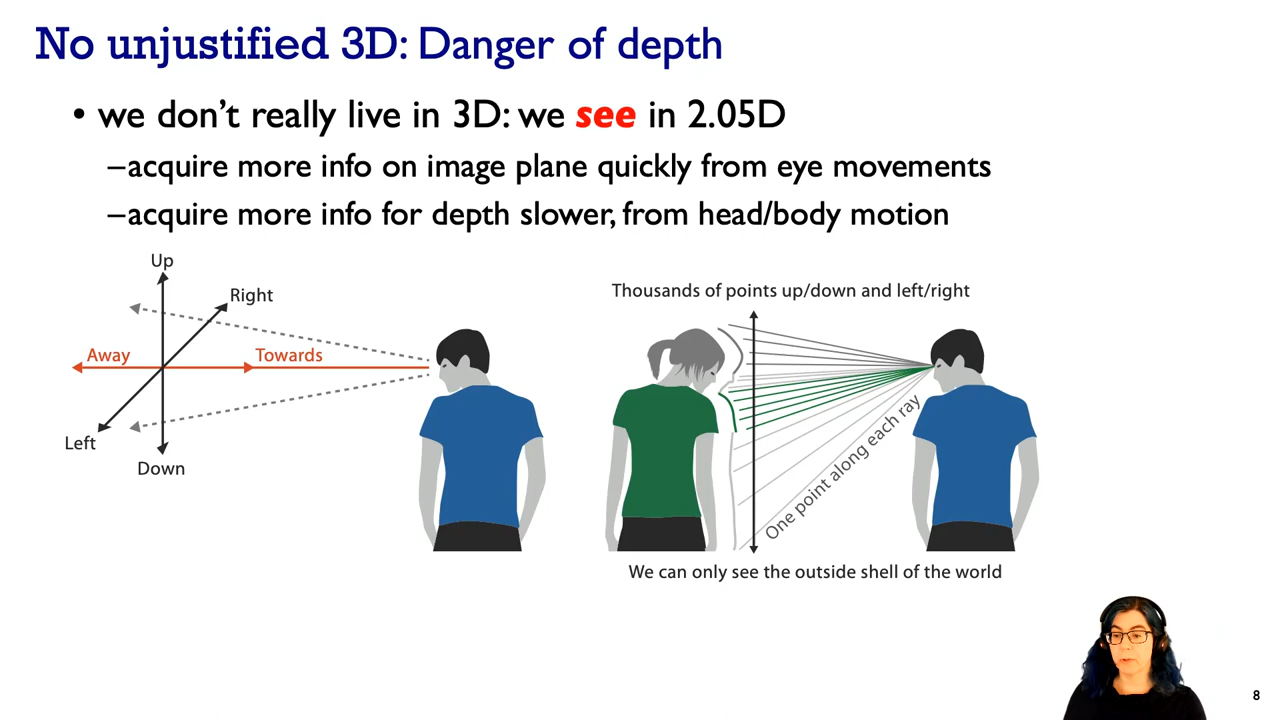 No unjustified 3D: Danger of depth
• we don’t really live in 3D: we see in 2.05D
–acquire more info on image plane quickly from eye movements
–acquire more info for depth slower, from head/body motion
Up
Right
Away
Towards
Left
Down
Thousands of points up/down and left/right
One point along each ray
We can only see the outside shell of the world
8